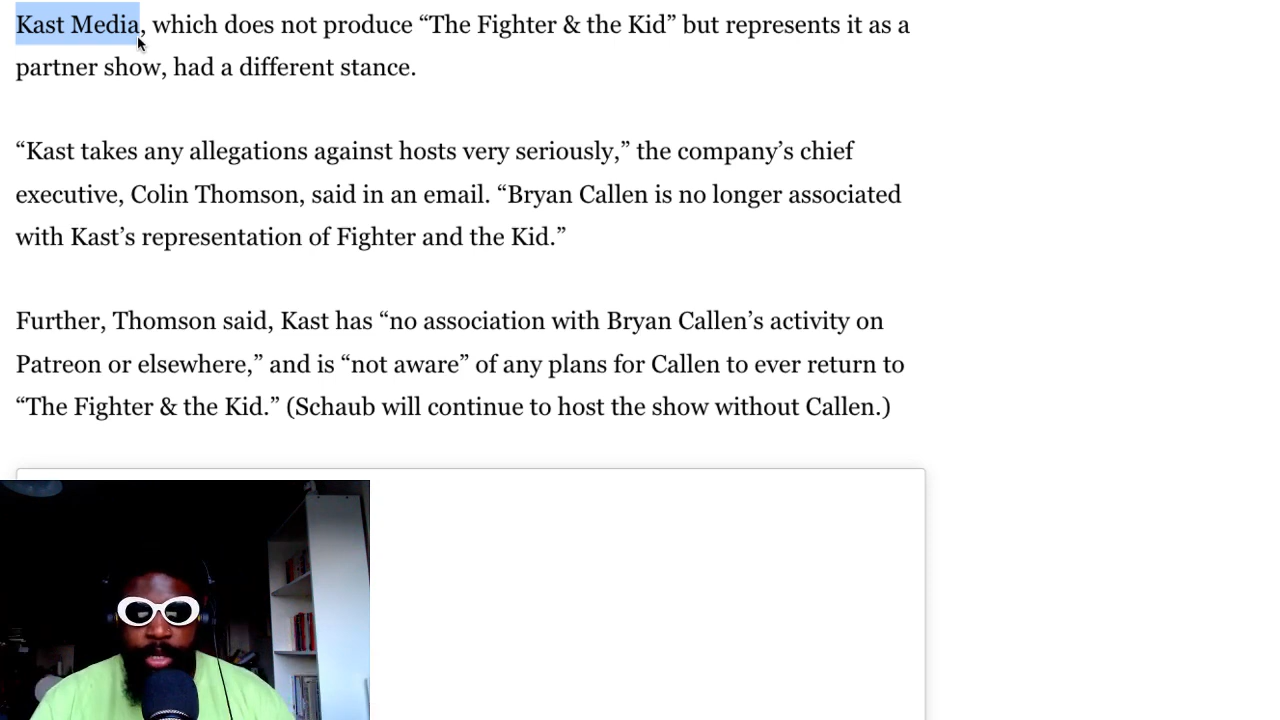 Kast Media, which does not produce “The Fighter & the Kid” but represents it as a
partner show, had a different stance.
“Kast takes any allegations against hosts very seriously,” the company’s chief
executive, Colin Thomson, said in an email. “Bryan Callen is no longer associated
with Kast’s representation of Fighter and the Kid.”
Further, Thomson said, Kast has “no association with Bryan Callen’s activity on
Patreon or elsewhere,” and is “not aware” of any plans for Callen to ever return to
“The Fighter & the Kid.” (Schaub will continue to host the show without Callen.)